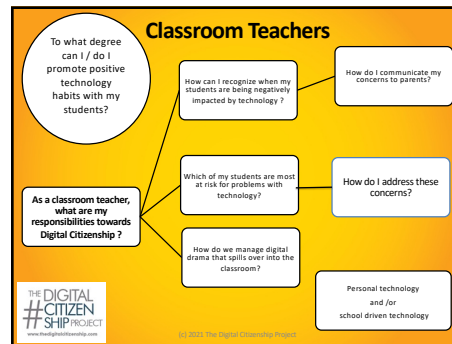 Classroom Teachers
To what degree
can I / do I
promote positive
technology
habits with my
students?
How can I recognize when my
students are being negatively
impacted by technology ?
How do I communicate my
concerns to parents?
As a classroom teacher,
what are my
responsibilities towards
Digital Citizenship ?
Which of my students are most
at risk for problems with
technology?
How do I address these
concerns?
How do we manage digital
drama that spills over into the
classroom?
Personal technology
and /or
school driven technology
THE DIGITAL
# CITIZEN
SHIP PROJECT
www.thedigitalcitizenship.com
(c) 2021 The Digital Citizenship Project